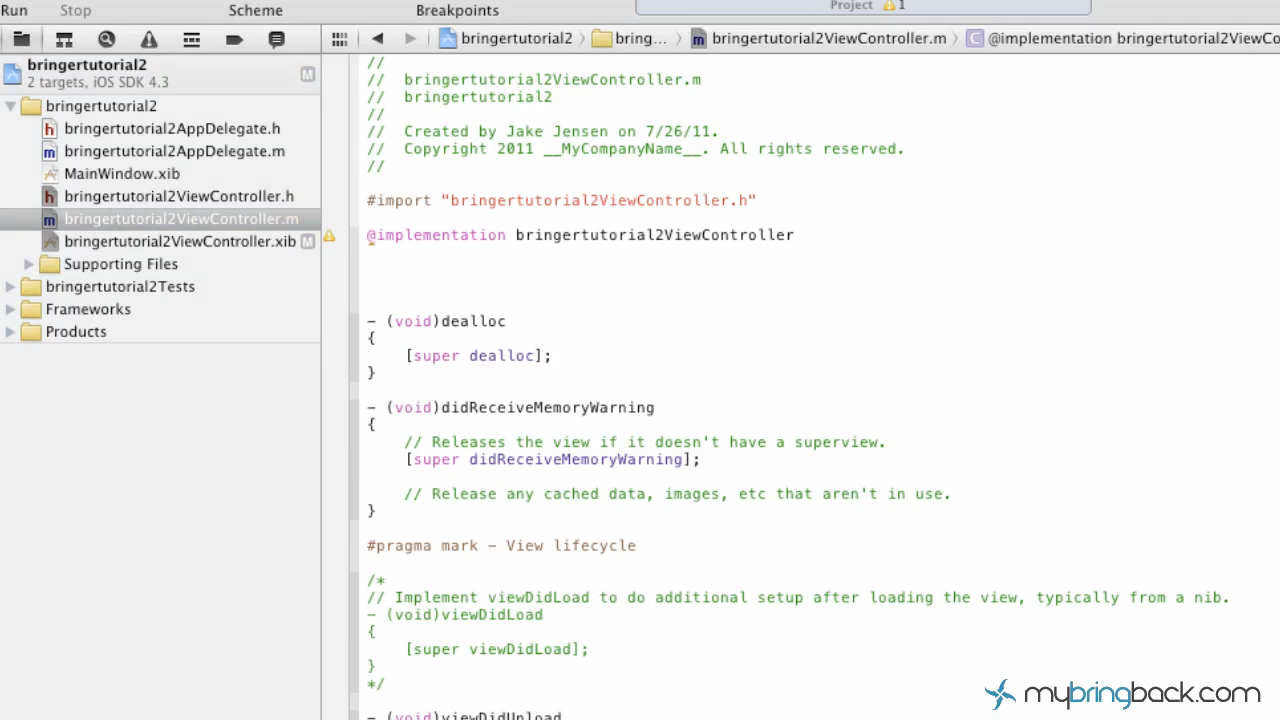 Run Stop Scheme Breakpoints Project 1
bringertutorial2 bring... bringertutorial2ViewController.m @implementation bringertutorial2ViewCo
bringertutorial2
2 targets, iOS SDK 4.3
M
bringertutorial2
bringertutorial2AppDelegate.h
bringertutorial2AppDelegate.m
MainWindow.xib
bringertutorial2ViewController.h
bringertutorial2ViewController.m
bringertutorial2ViewController.xib M
Supporting Files
bringertutorial2Tests
Frameworks
Products
//
// bringertutorial2ViewController.m
// bringertutorial2
//
// Created by Jake Jensen on 7/26/11.
// Copyright 2011 __MyCompanyName__. All rights reserved.
//
#import "bringertutorial2ViewController.h"
@implementation bringertutorial2ViewController
- (void)dealloc
{
[super dealloc];
}
- (void)didReceiveMemoryWarning
{
// Releases the view if it doesn't have a superview.
[super didReceiveMemoryWarning];
// Release any cached data, images, etc that aren't in use.
}
#pragma mark - View lifecycle
/*
// Implement viewDidLoad to do additional setup after loading the view, typically from a nib.
- (void)viewDidLoad
{
[super viewDidLoad];
}
*/
- (void)viewDidUnload
mybringback.com